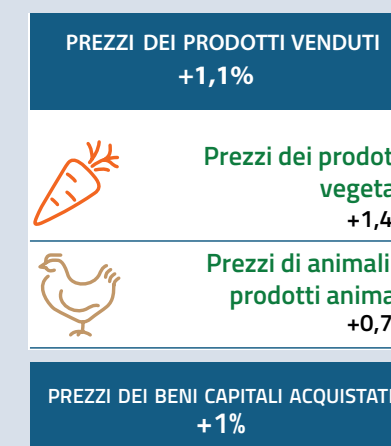 PREZZI DEI PRODOTTI VENDUTI
+1,1%
Prezzi dei prodot
vegeta
+1,4
Prezzi di animali
prodotti anima
+0,7
PREZZI DEI BENI CAPITALI ACQUISTATI
+1%